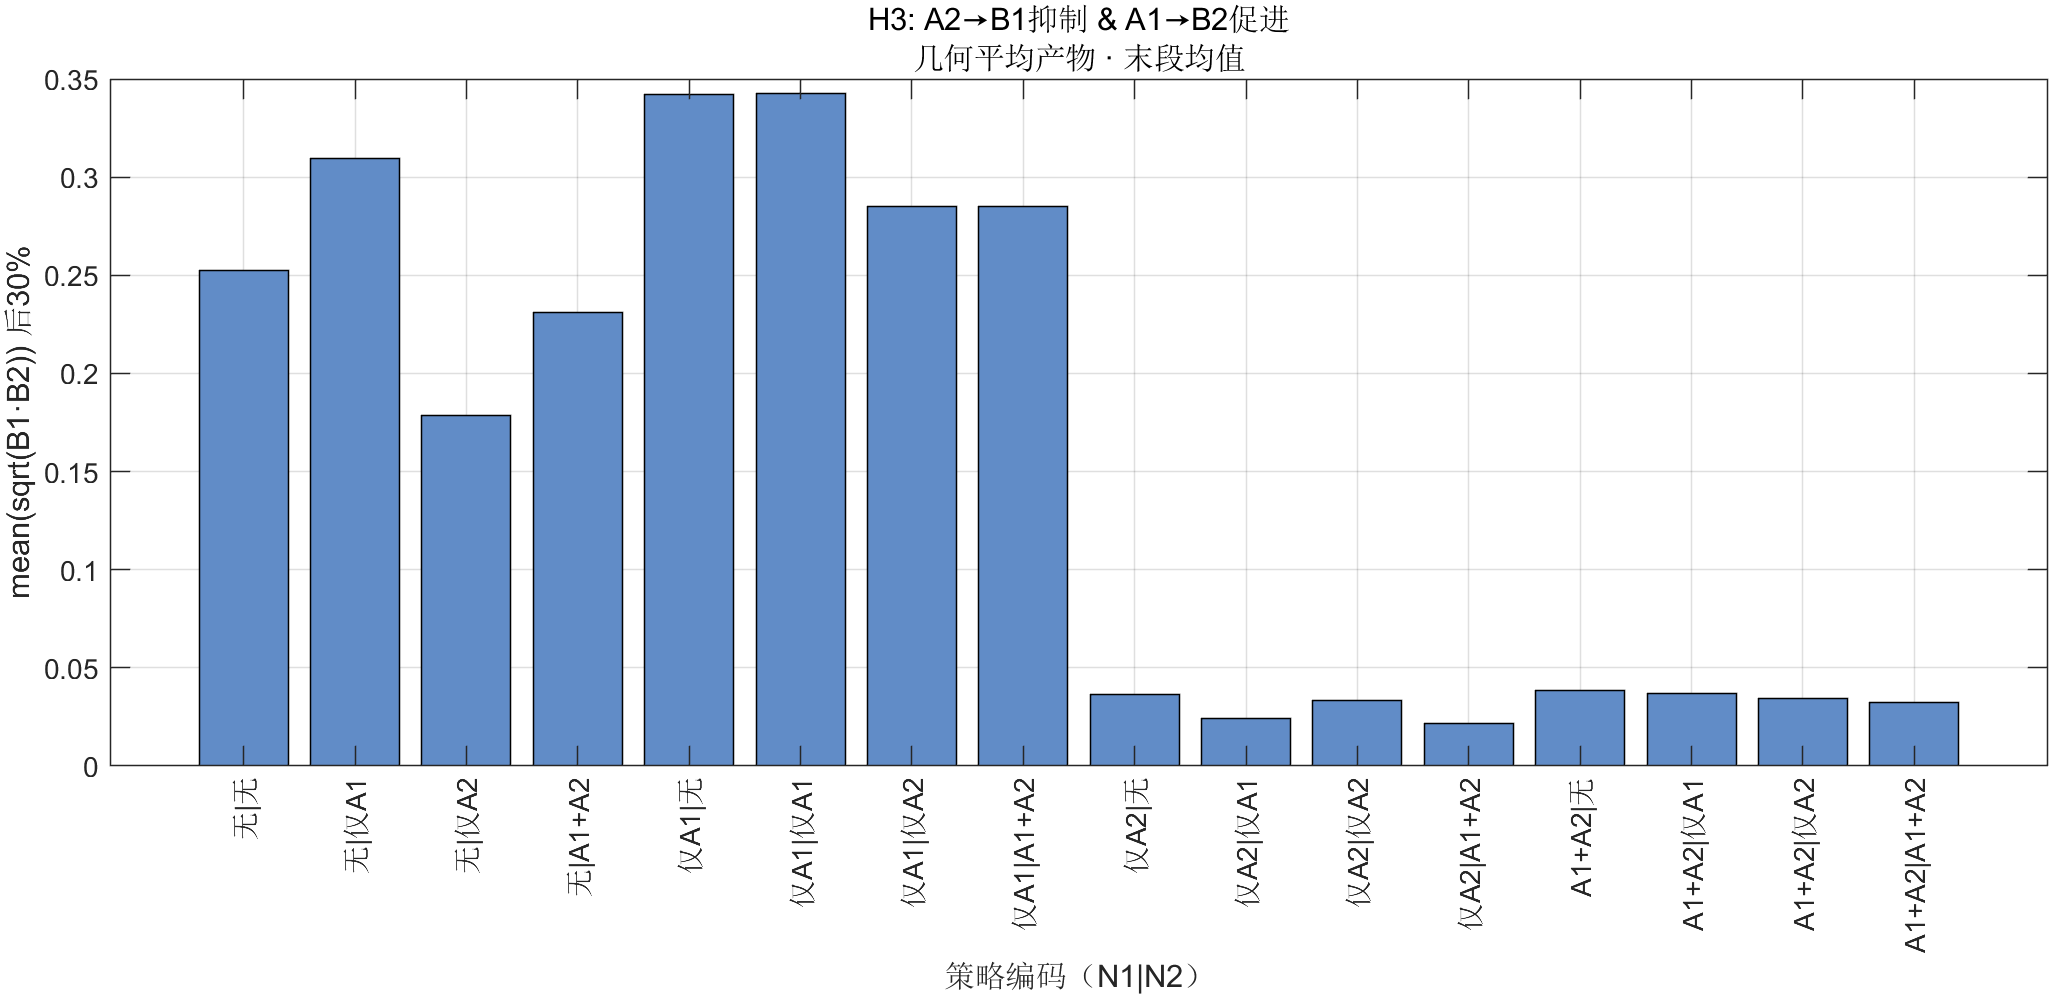 H3: A2→B1抑制 & A1→B2促进
几何平均产物 · 末段均值
mean(sqrt(B1·B2)) 后30%
0.35
0.3
0.25
0.2
0.15
0.1
0.05
0
无|无
无|仅A1
无|仅A2
无|A1+A2
仅A1|无
仅A1|仅A1
仅A1|仅A2
仅A1|A1+A2
仅A2|无
仅A2|仅A1
仅A2|仅A2
仅A2|A1+A2
A1+A2|无
A1+A2|仅A1
A1+A2|仅A2
A1+A2|A1+A2
策略编码（N1|N2）